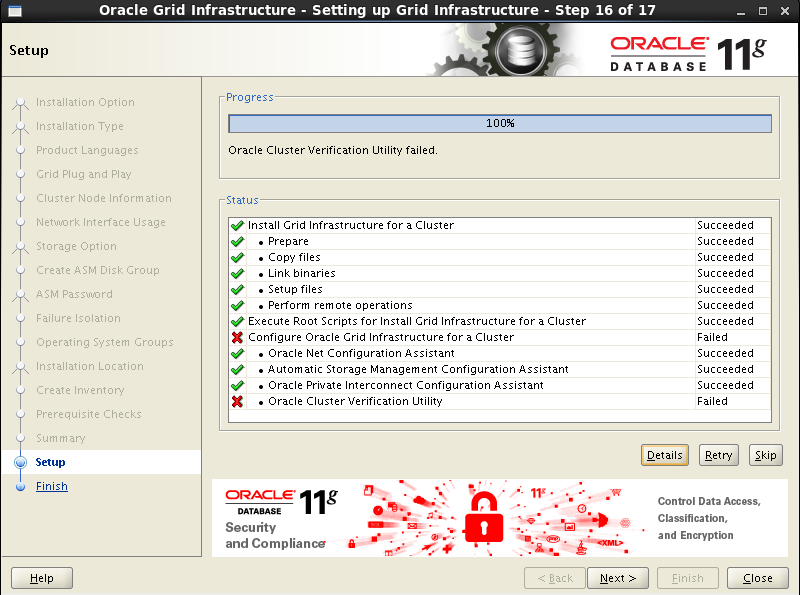 Oracle Grid Infrastructure - Setting up Grid Infrastructure - Step 16 of 17
Setup
ORACLE
DATABASE
11g
Installation Option
Installation Type
Product Languages
Grid Plug and Play
Cluster Node Information
Network Interface Usage
Storage Option
Create ASM Disk Group
ASM Password
Failure Isolation
Operating System Groups
Installation Location
Create Inventory
Prerequisite Checks
Summary
Setup
Finish
Progress
100%
Oracle Cluster Verification Utility failed.
Status
Install Grid Infrastructure for a Cluster Succeeded
• Prepare Succeeded
• Copy files Succeeded
• Link binaries Succeeded
• Setup files Succeeded
• Perform remote operations Succeeded
Execute Root Scripts for Install Grid Infrastructure for a Cluster Succeeded
Configure Oracle Grid Infrastructure for a Cluster Failed
• Oracle Net Configuration Assistant Succeeded
• Automatic Storage Management Configuration Assistant Succeeded
• Oracle Private Interconnect Configuration Assistant Succeeded
• Oracle Cluster Verification Utility Failed
Details Retry Skip
ORACLE
DATABASE
11g
Security
and Compliance
11g
<XML>
Control Data Access,
Classification,
and Encryption
Help < Back Next > Finish Close